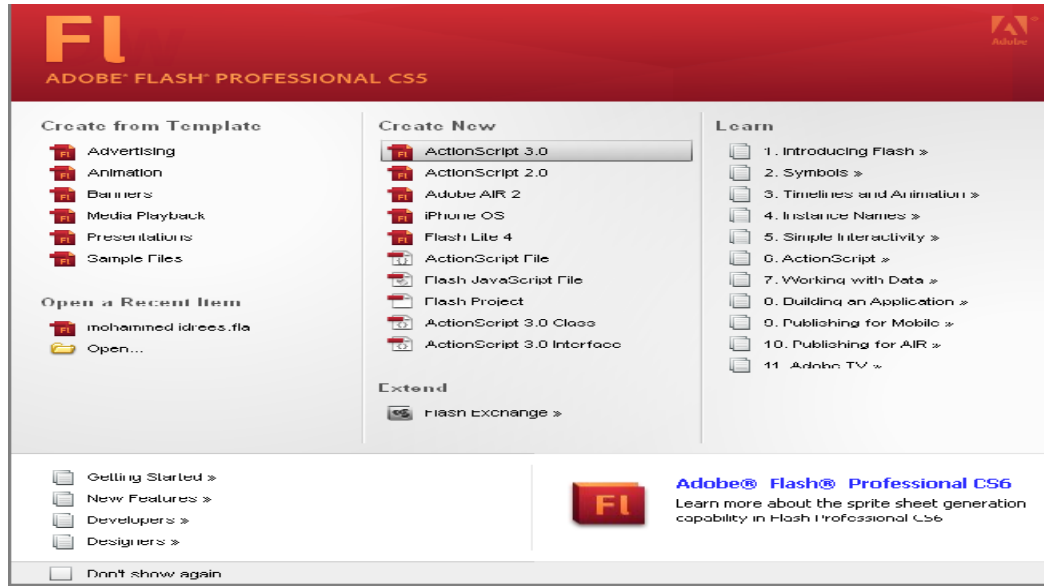 Fl
Adobe
ADOBE® FLASH® PROFESSIONAL CS5
Create from Template
Advertising
Animation
Banners
Media Playback
Presentations
Sample Files
Open a Recent Item
mohammed idrees.fla
Open...
Create New
ActionScript 3.0
ActionScript 2.0
Adobe AIR 2
iPhone OS
Flash Lite 4
ActionScript File
Flash JavaScript File
Flash Project
ActionScript 3.0 Class
ActionScript 3.0 Interface
Extend
Flash Exchange »
Learn
1. Introducing Flash »
2. Symbols »
3. Timelines and Animation »
4. Instance Names »
5. Simple Interactivity »
6. ActionScript »
7. Working with Data »
8. Building an Application »
9. Publishing for Mobile »
10. Publishing for AIR »
11. Adobe TV »
Getting Started »
New Features »
Developers »
Designers »
Fl
Adobe® Flash® Professional CS6
Learn more about the sprite sheet generation
capability in Flash Professional CS6
Don't show again